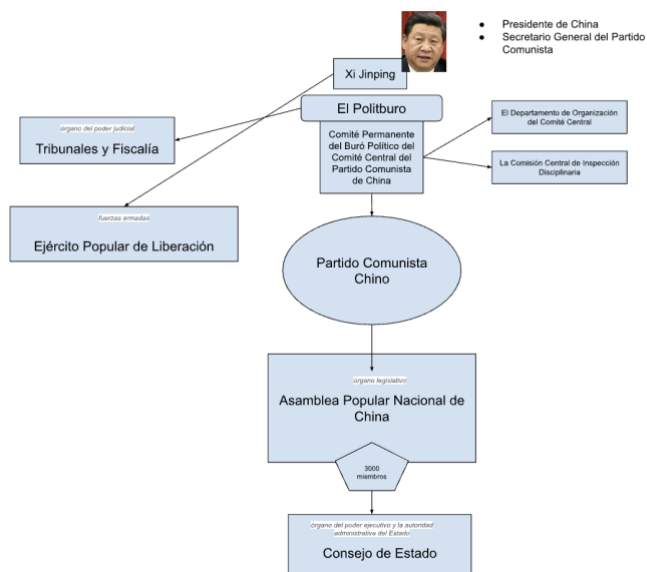 Presidente de China
Secretario General del Partido
Comunista
Xi Jinping
El Politburo
Comité Permanente
del Buró Político del
Comité Central del
Partido Comunista
de China
El Departamento de Organización
del Comité Central
La Comisión Central de Inspección
Disciplinaria
órgano del poder judicial
Tribunales y Fiscalía
fuerzas armadas
Ejército Popular de Liberación
Partido Comunista
Chino
órgano legislativo
Asamblea Popular Nacional de
China
3000
miembros
órgano del poder ejecutivo y la autoridad
administrative del Estado
Consejo de Estado